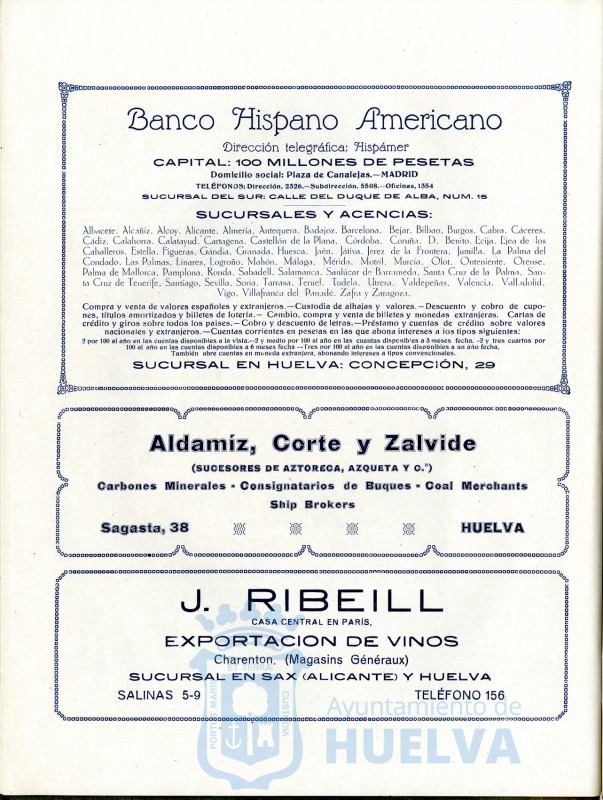 Banco Hispano Americano
Dirección telegráfica: Hispámer
CAPITAL: 100 MILLONES DE PESETAS
Domicilio social: Plaza de Canalejas.—MADRID
TELÉFONOS: Dirección, 2326.—Subdirección, 5508.—Oficinas, 1354
SUCURSAL DEL SUR: CALLE DEL DUQUE DE ALBA, NUM. 15
SUCURSALES Y AGENCIAS:
Albacete. Alcañiz. Alcoy, Alicante, Almería, Antequera, Badajoz, Barcelona. Bejar. Bilbao, Burgos. Cabra. Cáceres.
Cádiz. Calahorra. Calatayud. Cartagena. Castellón de la Plana. Córdoba. Coruña. D. Benito. Ecija. Ejea de los
Caballeros. Estella. Figueras, Gandía, Granada, Huesca. Jaén. Játiva. Jerez de la Frontera, Jumilla. La Palma del
Condado. Las Palmas. Linares, Logroño. Mahón. Málaga. Mérida. Motril. Murcia. Olot. Onteniente. Orense.
Palma de Mallorca, Pamplona, Ronda. Sabadell. Salamanca. Sanlúcar de Barrameda, Santa Cruz de la Palma. San-
ta Cruz de Tenerife, Santiago, Sevilla, Soria. Tarrasa, Teruel. Tudela. Utrera. Valdepeñas. Valencia. Valladolid.
Vigo. Villafranca del Panadé. Zafra y Zaragoza.
Compra y venta de valores españoles y extranjeros.—Custodia de alhajas y valores.—Descuento y cobro de cupo-
nes, títulos amortizados y billetes de lotería.— Cambio, compra y venta de billetes y monedas extranjeras. Cartas de
crédito y giros sobre todos los paises.—Cobro y descuento de letras.—Préstamo y cuentas de crédito sobre valores
nacionales y extranjeros.—Cuentas corrientes en pesetas en las que abona intereses a los tipos siguientes:
2 por 100 al año en las cuentas disponibles a la vista.—2 y medio por 100 al año en las cuentas disponibles a 3 meses fecha. -2 y tres cuartos por
100 al año en las cuentas disponibles a 6 meses fecha —Tres por 100 al año en las cuentas disponibles a un año fecha,
También abre cuentas en moneda extranjera, abonando intereses a tipos convencionales.
SUCURSAL EN HUELVA: CONCEPCIÓN, 29
Aldamíz, Corte y Zalvide
(SUCESORES DE AZTORECA, AZQUETA Y C.ª)
Carbones Minerales - Consignatarios de Buques - Coal Merchants
Ship Brokers
Sagasta, 38 HUELVA
J. RIBEILL
CASA CENTRAL EN PARÍS,
EXPORTACION DE VINOS
Charenton, (Magasins Généraux)
SUCURSAL EN SAX (ALICANTE) Y HUELVA
SALINAS 5-9 TELÉFONO 156
PORTUS MARIS ET TERRAE CUSTODIA
Ayuntamiento de
HUELVA